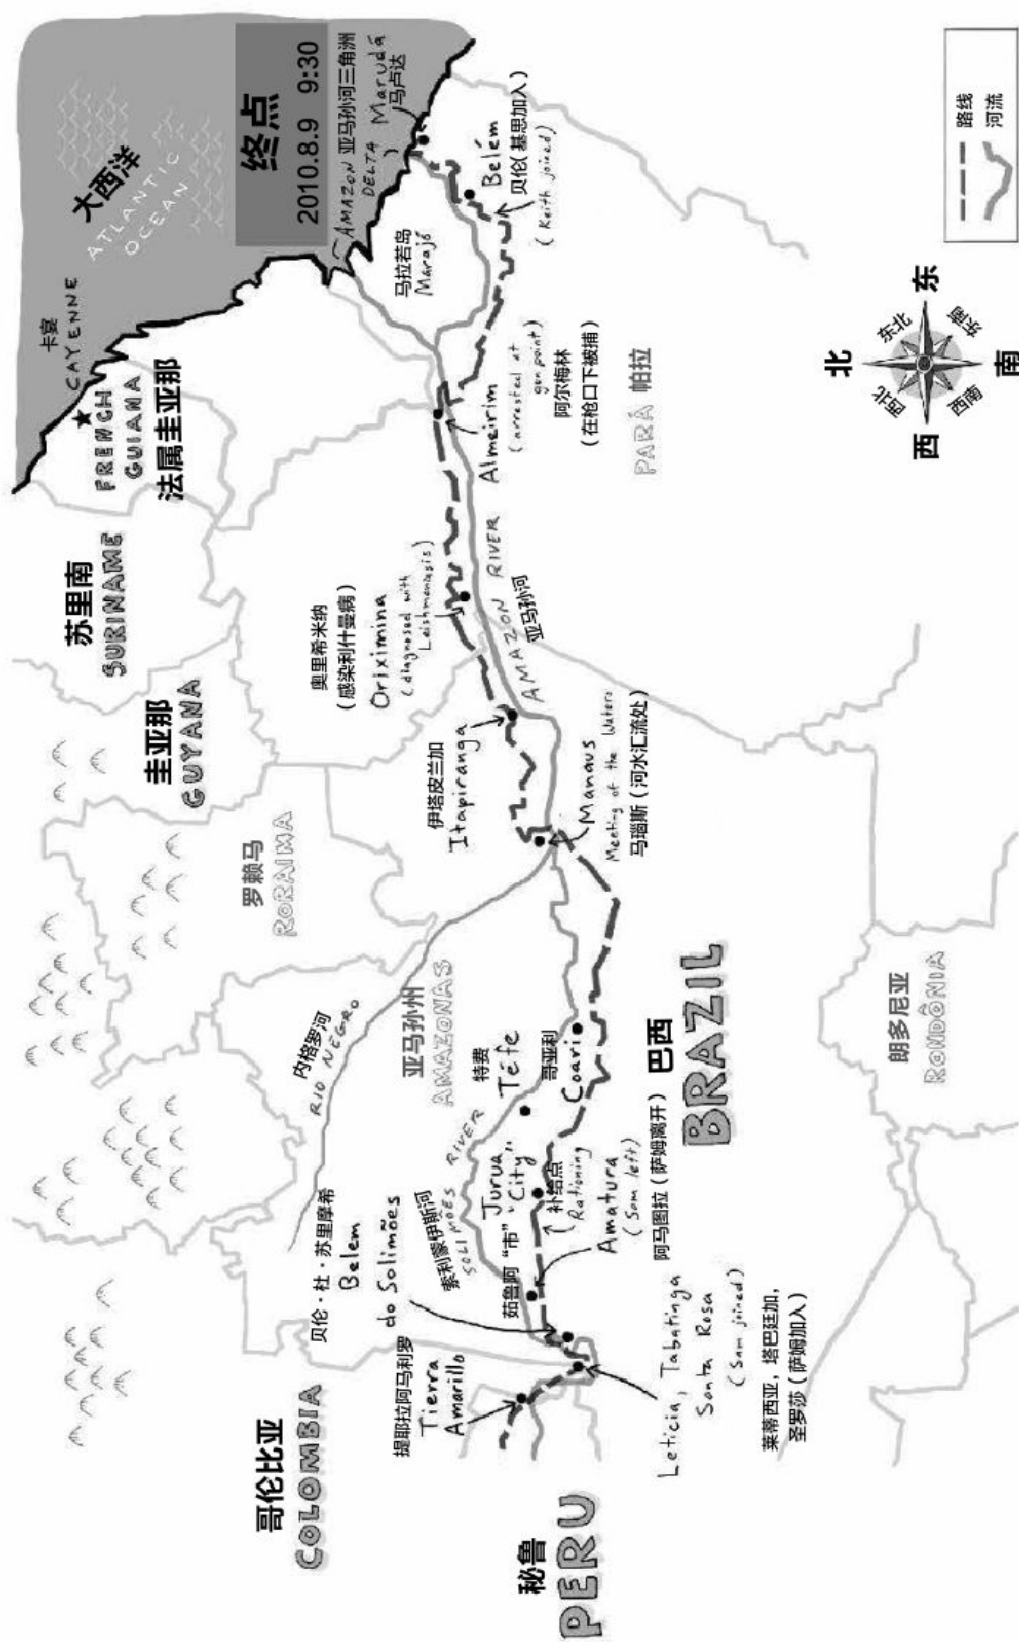 大西洋
ATLANTIC
OCEAN
终点
2010.8.9 9:30
卡宴
CAYENNE
FRENCH
GUIANA
法属圭亚那
苏里南
SURINAME
圭亚那
GUYANA
AMAZON 亚马孙河三角洲
DELTA
Marudá
马卢达
马拉若岛
Marajó
Belém
贝伦(基思加入)
(Keith joined)
Almeirim
(arrested at
gun point)
阿尔梅林
(在枪口下被捕)
PARÁ 帕拉
奥里希米纳
(感染利什曼病)
Oriximina
(diagnosed with
Leishmaniasis)
AMAZON RIVER
亚马孙河
伊塔皮兰加
Itapiranga
Manaus
Meeting of the Waters
马瑙斯(河水汇流处)
罗赖马
RORAIMA
内格罗河
RIO NEGRO
亚马孙州
AMAZONAS
特费
Téfe
哥亚利
Coari
巴西
BRAZIL
朗多尼亚
RONDÔNIA
索利蒙伊斯河
SOLIMÕES RIVER
茹鲁阿“市”
Jurua
“City”
补给点
Rationing
Amatura
(Sam left)
阿马图拉(萨姆离开)
贝伦·杜·苏里摩希
Belem
do Solimões
提耶拉阿马利罗
Tierra
Amarillo
Leticia, Tabatinga
Santa Rosa
(Sam joined)
莱蒂西亚,塔巴廷加,
圣罗莎(萨姆加入)
哥伦比亚
COLOMBIA
秘鲁
PERU
路线
河流
北
东北
东
东南
南
西南
西
西北